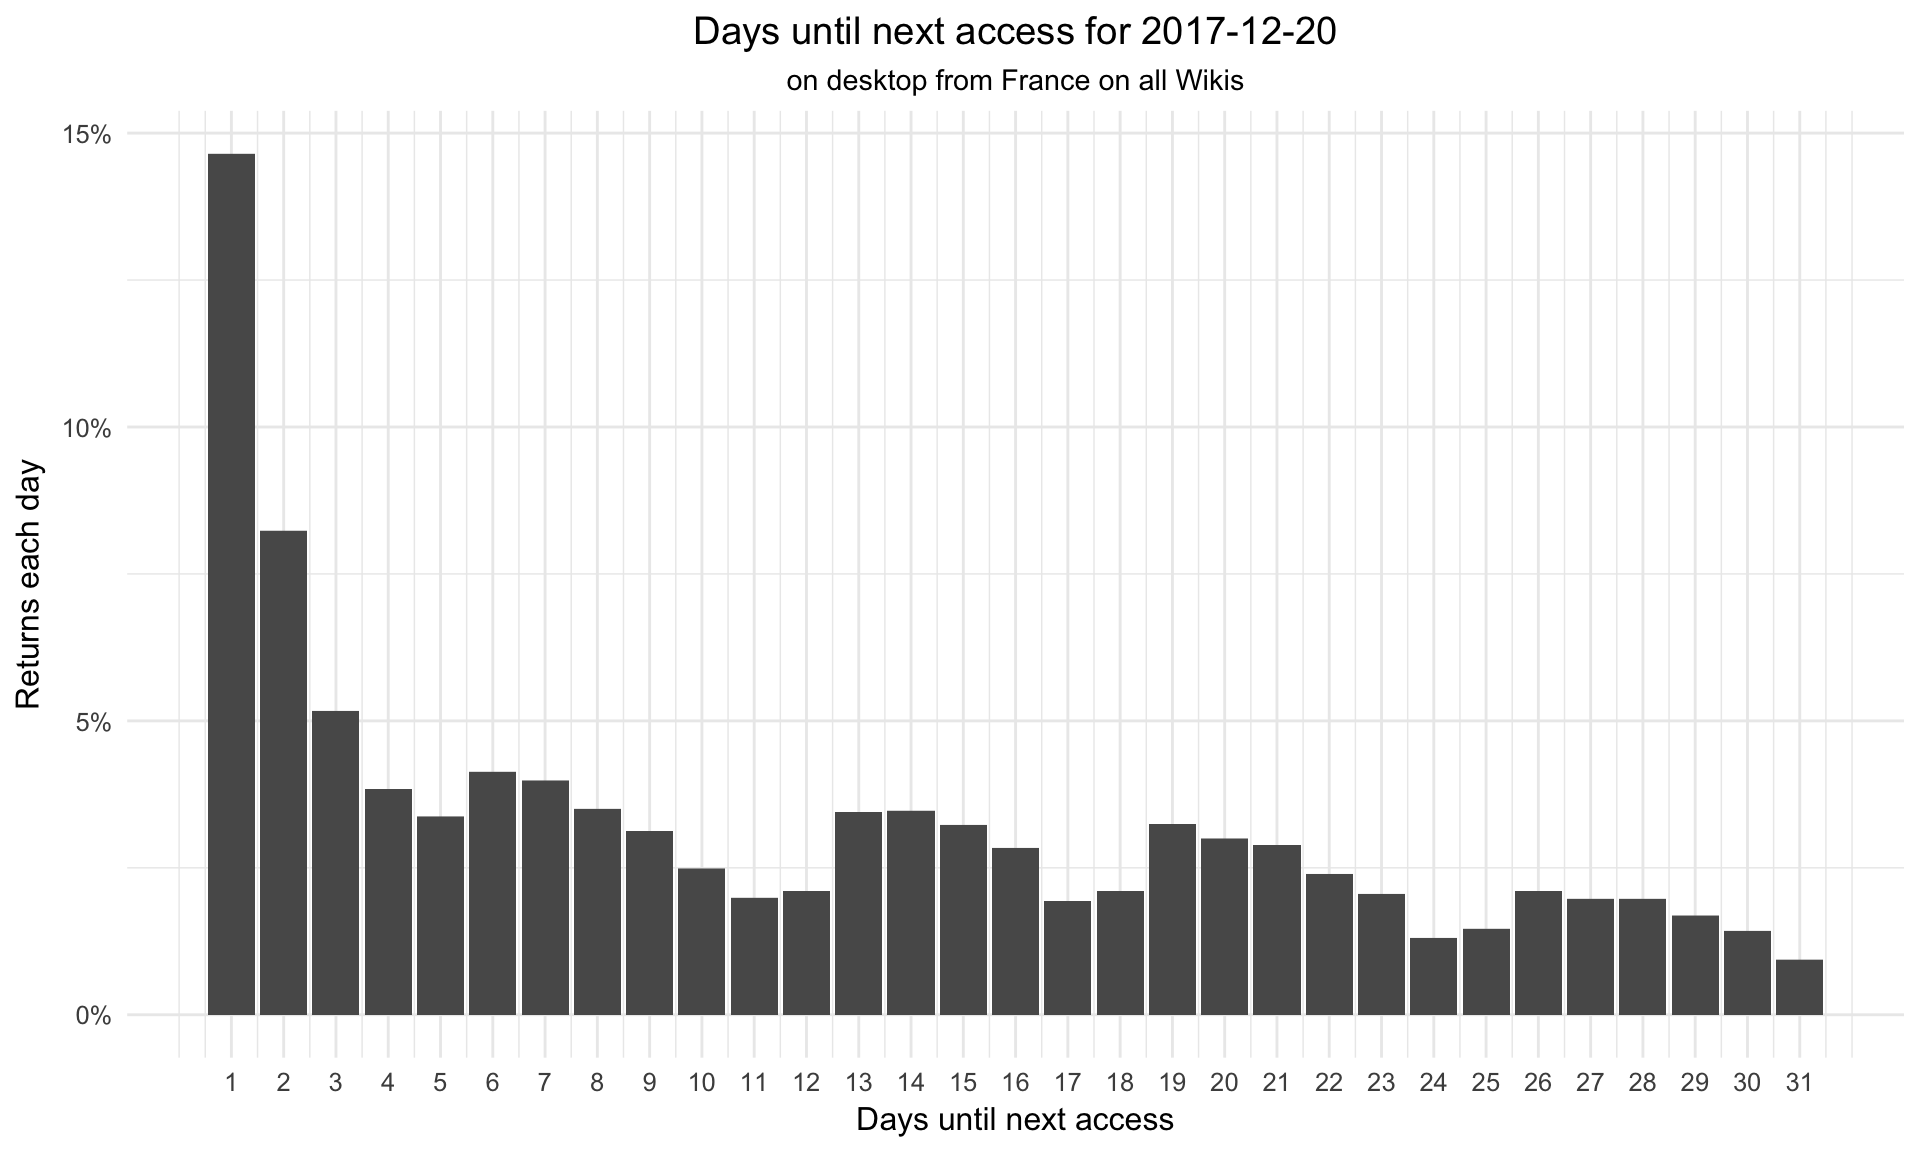 Days until next access for 2017-12-20
on desktop from France on all Wikis
15%
10%
5%
0%
Returns each day
1 2 3 4 5 6 7 8 9 10 11 12 13 14 15 16 17 18 19 20 21 22 23 24 25 26 27 28 29 30 31
Days until next access